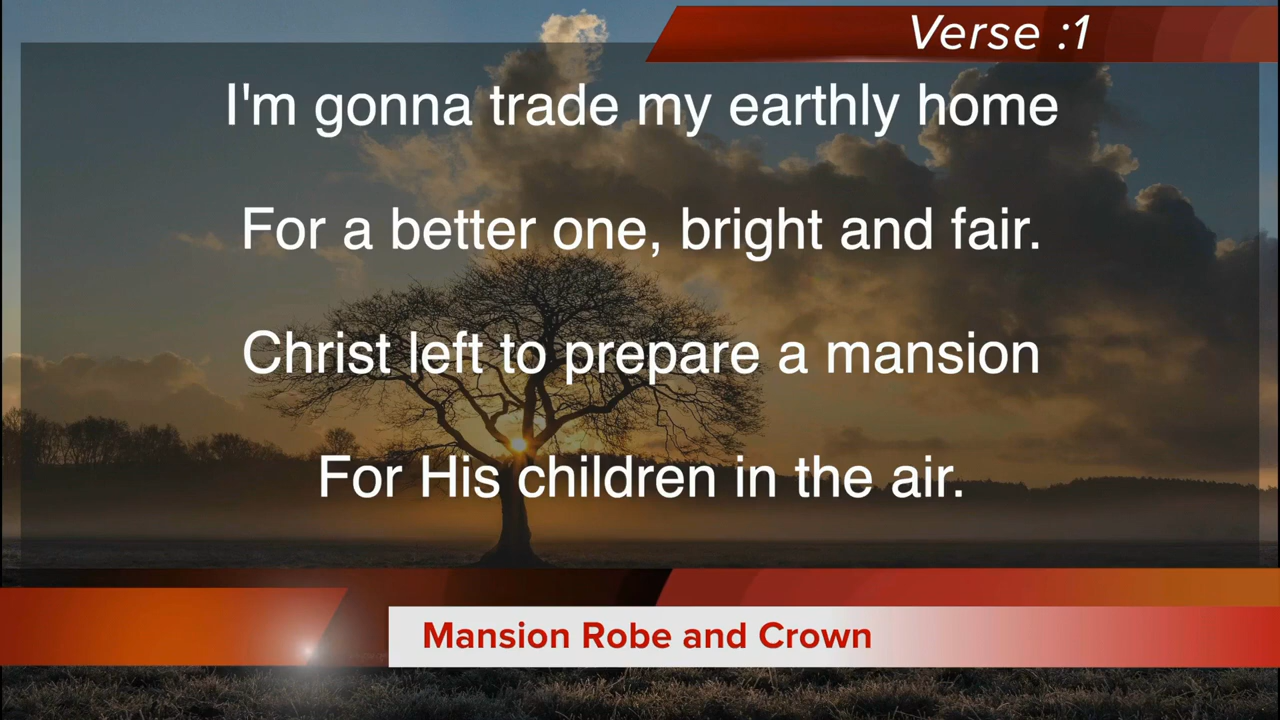 Verse :1
I'm gonna trade my earthly home
For a better one, bright and fair.
Christ left to prepare a mansion
For His children in the air.
Mansion Robe and Crown